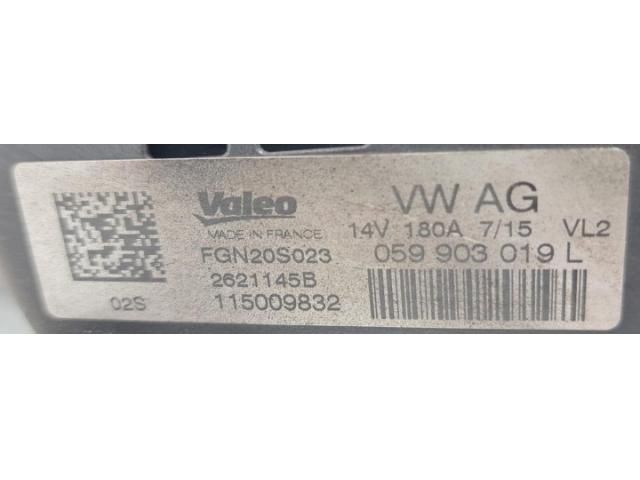 Valeo
MADE IN FRANCE
FGN20S023
2621145B
115009832
02S
VW AG
14V 180A 7/15 VL2
059 903 019 L